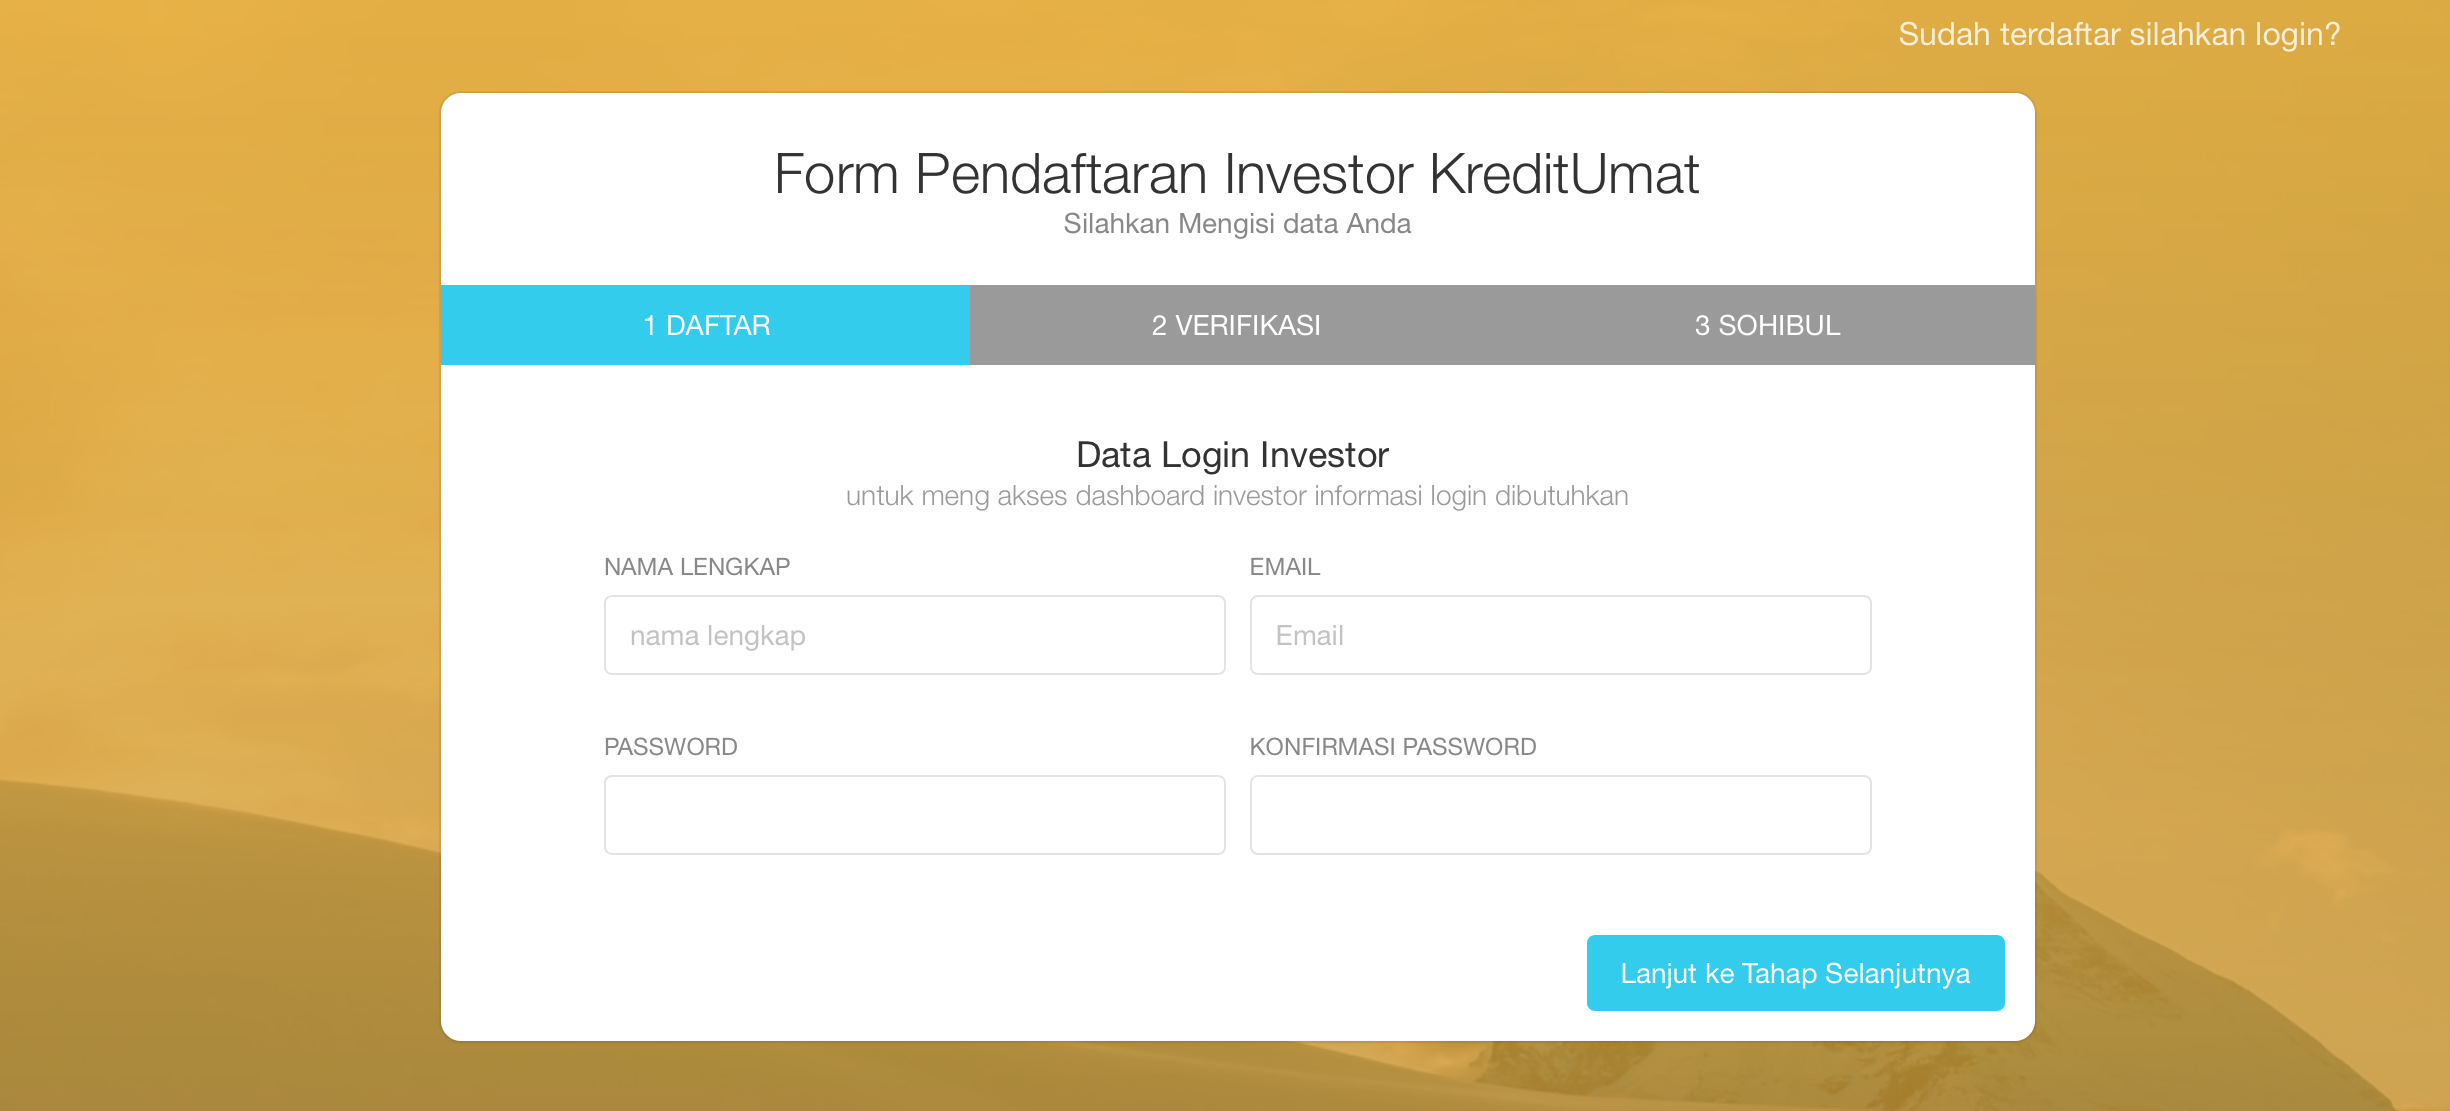 Sudah terdaftar silahkan login?
Form Pendaftaran Investor KreditUmat
Silahkan Mengisi data Anda
1 DAFTAR
2 VERIFIKASI
3 SOHIBUL
Data Login Investor
untuk meng akses dashboard investor informasi login dibutuhkan
NAMA LENGKAP
EMAIL
nama lengkap
Email
PASSWORD
KONFIRMASI PASSWORD
Lanjut ke Tahap Selanjutnya